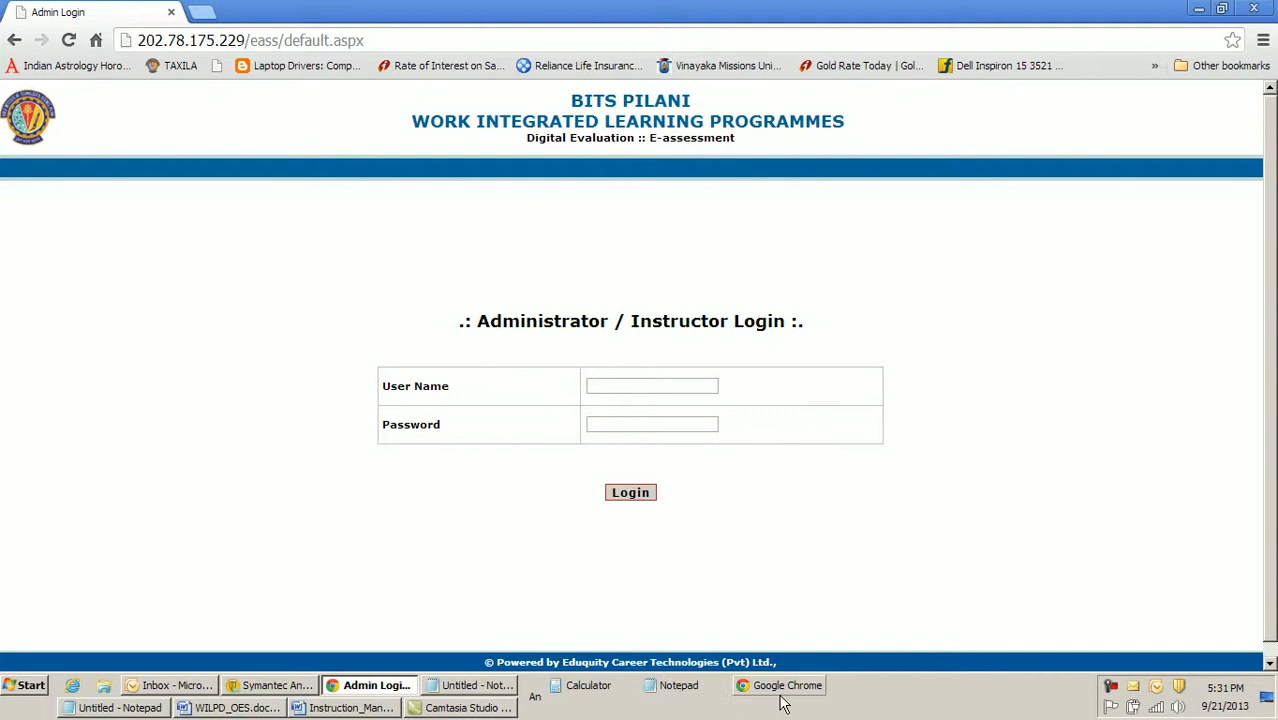 Admin Login
202.78.175.229/eass/default.aspx
Indian Astrology Horo...
TAXILA
Laptop Drivers: Comp...
Rate of Interest on Sa...
Reliance Life Insuranc...
Vinayaka Missions Uni...
Gold Rate Today | Gol...
Dell Inspiron 15 3521 ...
»
Other bookmarks
BITS PILANI
WORK INTEGRATED LEARNING PROGRAMMES
Digital Evaluation :: E-assessment
.: Administrator / Instructor Login :.
User Name
Password
Login
© Powered by Eduquity Career Technologies (Pvt) Ltd.,
Start
Inbox - Micro...
Symantec An...
Admin Logi...
Untitled - Not...
An
Calculator
Notepad
Google Chrome
5:31 PM
Untitled - Notepad
WILPD_OES.doc...
Instruction_Man...
Camtasia Studio ...
9/21/2013